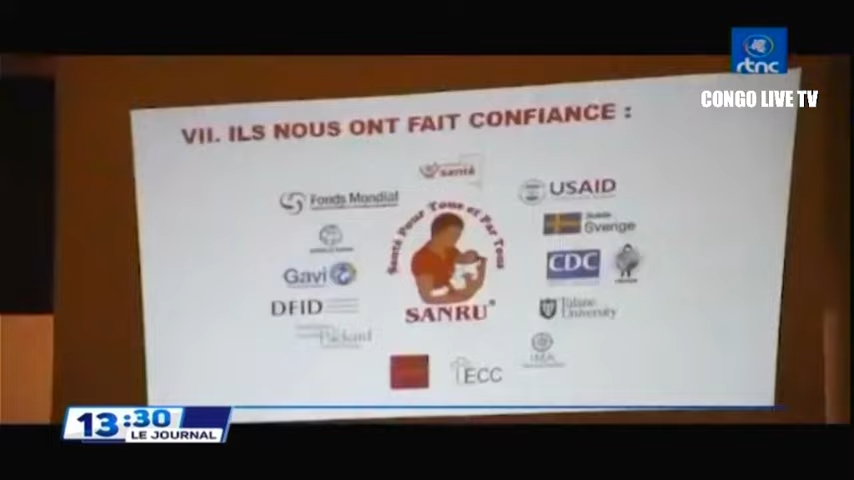 rtnc
CONGO LIVE TV
VII. ILS NOUS ONT FAIT CONFIANCE :
santé
Fonds Mondial
USAID
Sverige
Santé Pour Tous et Par Tous
Gavi
CDC
DFID
SANRU
Tulane
University
Packard
ECC
13:30
LE JOURNAL